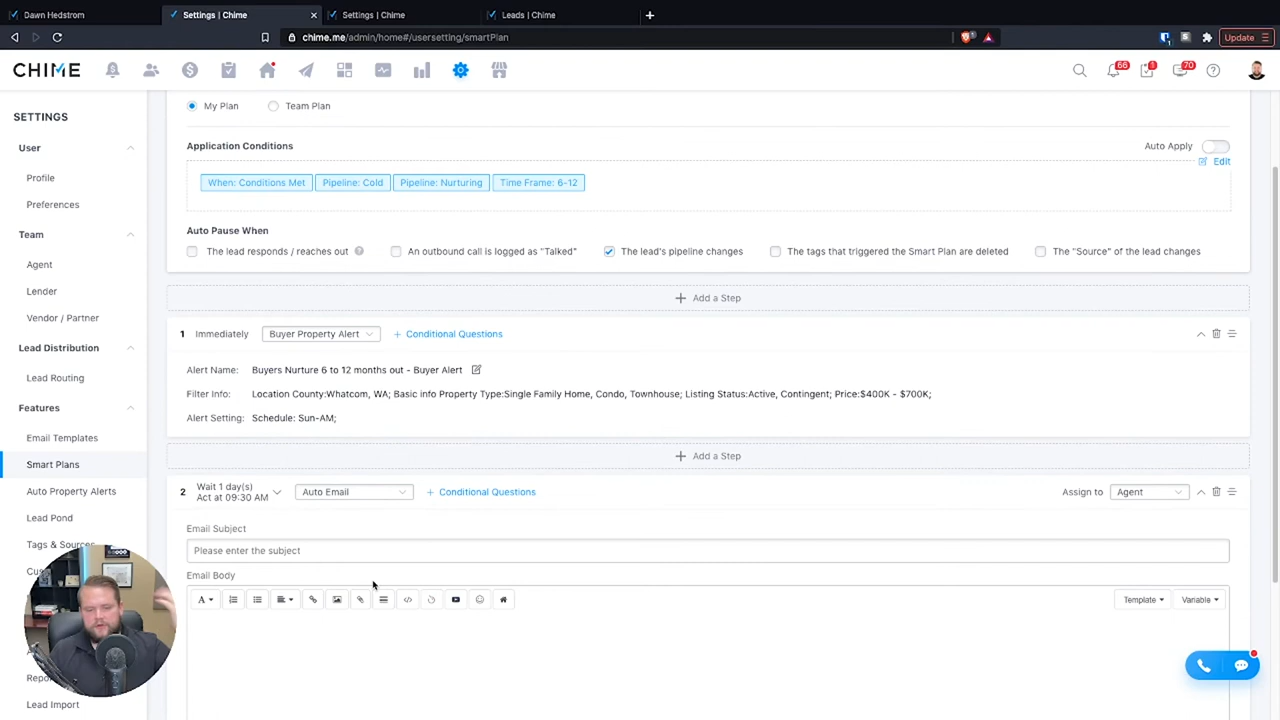 Dawn Hedstrom
Settings | Chime
Settings | Chime
Leads | Chime
chime.me/admin/home#/usersetting/smartPlan
Update
CHIME
66
1
70
SETTINGS
User
Profile
Preferences
Team
Agent
Lender
Vendor / Partner
Lead Distribution
Lead Routing
Features
Email Templates
Smart Plans
Auto Property Alerts
Lead Pond
Tags &
Lead Import
My Plan
Team Plan
Application Conditions
Auto Apply
Edit
When: Conditions Met
Pipeline: Cold
Pipeline: Nurturing
Time Frame: 6-12
Auto Pause When
The lead responds / reaches out
An outbound call is logged as "Talked"
The lead's pipeline changes
The tags that triggered the Smart Plan are deleted
The "Source" of the lead changes
+ Add a Step
1 Immediately Buyer Property Alert + Conditional Questions
Alert Name: Buyers Nurture 6 to 12 months out - Buyer Alert
Filter Info: Location County:Whatcom, WA; Basic info Property Type:Single Family Home, Condo, Townhouse; Listing Status:Active, Contingent; Price:$400K - $700K;
Alert Setting: Schedule: Sun-AM;
+ Add a Step
2 Wait 1 day(s)
Act at 09:30 AM
Auto Email + Conditional Questions
Assign to Agent
Email Subject
Please enter the subject
Email Body
Template
Variable